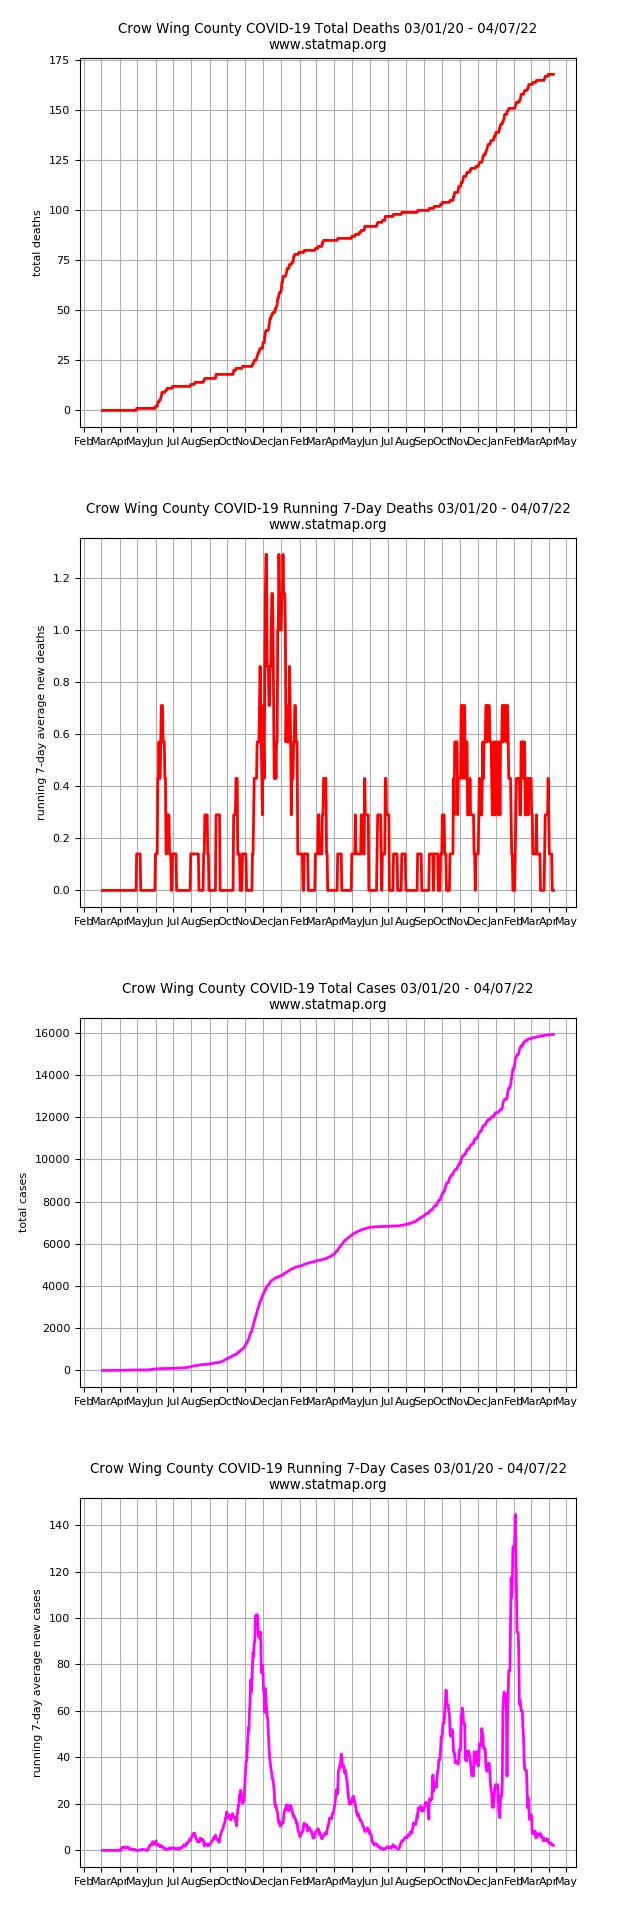 Crow Wing County COVID-19 Total Deaths 03/01/20 - 04/07/22
www.statmap.org
175
150
125
100
75
50
25
0
total deaths
Feb Mar Apr May Jun Jul Aug Sep Oct Nov Dec Jan Feb Mar Apr May Jun Jul Aug Sep Oct Nov Dec Jan Feb Mar Apr May
Crow Wing County COVID-19 Running 7-Day Deaths 03/01/20 - 04/07/22
www.statmap.org
1.2
1.0
0.8
0.6
0.4
0.2
0.0
running 7-day average new deaths
Feb Mar Apr May Jun Jul Aug Sep Oct Nov Dec Jan Feb Mar Apr May Jun Jul Aug Sep Oct Nov Dec Jan Feb Mar Apr May
Crow Wing County COVID-19 Total Cases 03/01/20 - 04/07/22
www.statmap.org
16000
14000
12000
10000
8000
6000
4000
2000
0
total cases
Feb Mar Apr May Jun Jul Aug Sep Oct Nov Dec Jan Feb Mar Apr May Jun Jul Aug Sep Oct Nov Dec Jan Feb Mar Apr May
Crow Wing County COVID-19 Running 7-Day Cases 03/01/20 - 04/07/22
www.statmap.org
140
120
100
80
60
40
20
0
running 7-day average new cases
Feb Mar Apr May Jun Jul Aug Sep Oct Nov Dec Jan Feb Mar Apr May Jun Jul Aug Sep Oct Nov Dec Jan Feb Mar Apr May